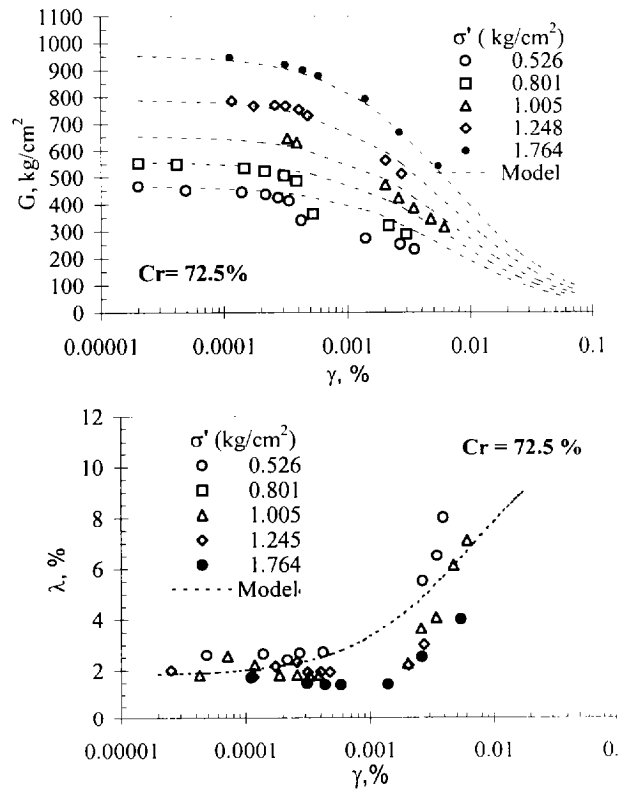 1100
1000
900
800
700
600
500
400
300
200
100
0
G, kg/cm²
σ' ( kg/cm²)
0.526
0.801
1.005
1.248
1.764
Model
Cr= 72.5%
0.00001 0.0001 0.001 0.01 0.1
γ, %
12
10
8
6
4
2
0
λ, %
σ' (kg/cm²)
0.526
0.801
1.005
1.245
1.764
Model
Cr = 72.5 %
0.00001 0.0001 0.001 0.01 0.
γ,%